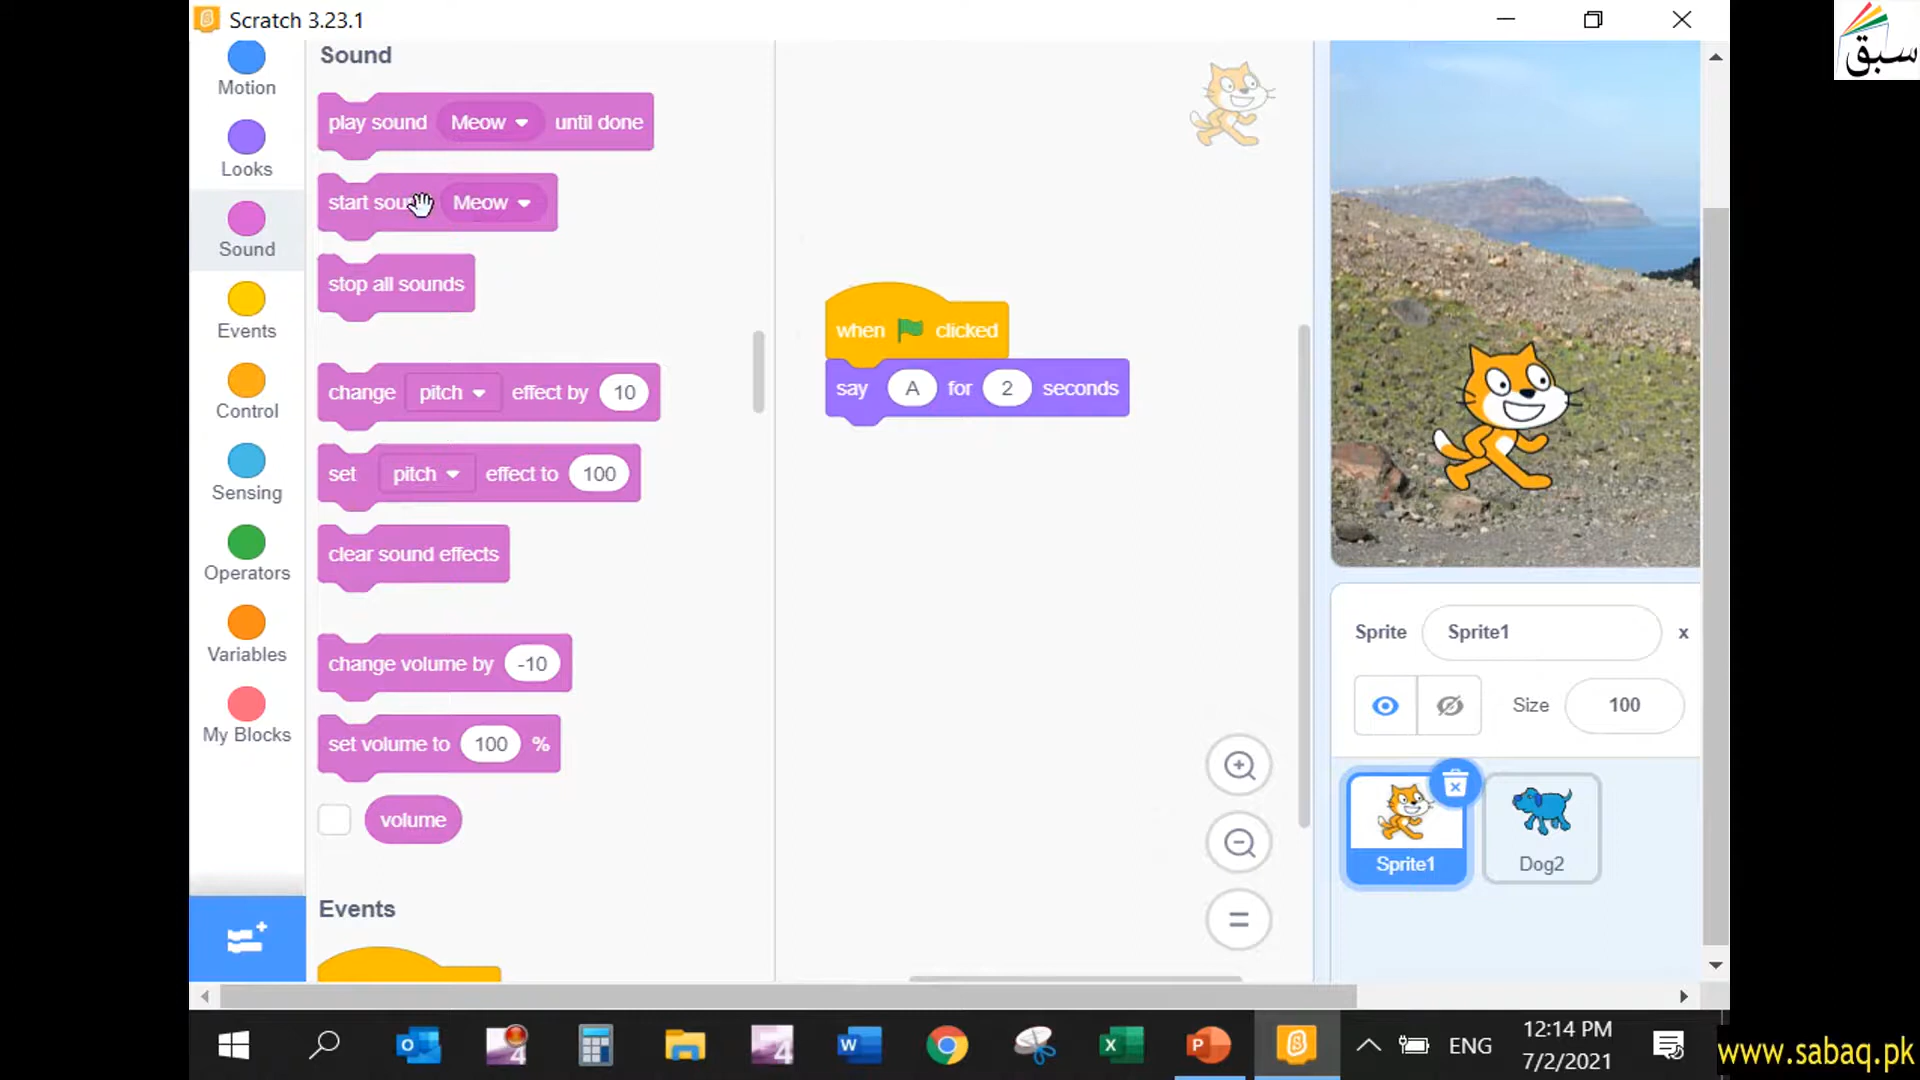 Scratch 3.23.1
سبق
Motion
Looks
Sound
Events
Control
Sensing
Operators
Variables
My Blocks
Sound
play sound Meow until done
start sou Meow
stop all sounds
change pitch effect by 10
set pitch effect to 100
clear sound effects
change volume by -10
set volume to 100 %
volume
Events
when clicked
say A for 2 seconds
Sprite Sprite1 x
Size 100
Sprite1
Dog2
ENG
12:14 PM
7/2/2021
www.sabaq.pk